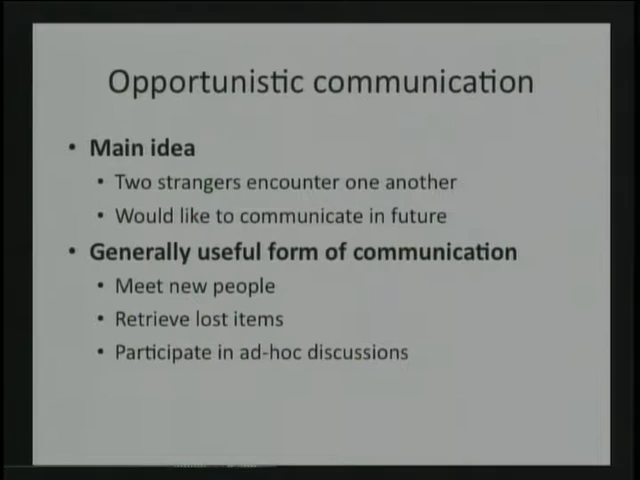 Opportunistic communication
• Main idea
• Two strangers encounter one another
• Would like to communicate in future
• Generally useful form of communication
• Meet new people
• Retrieve lost items
• Participate in ad-hoc discussions